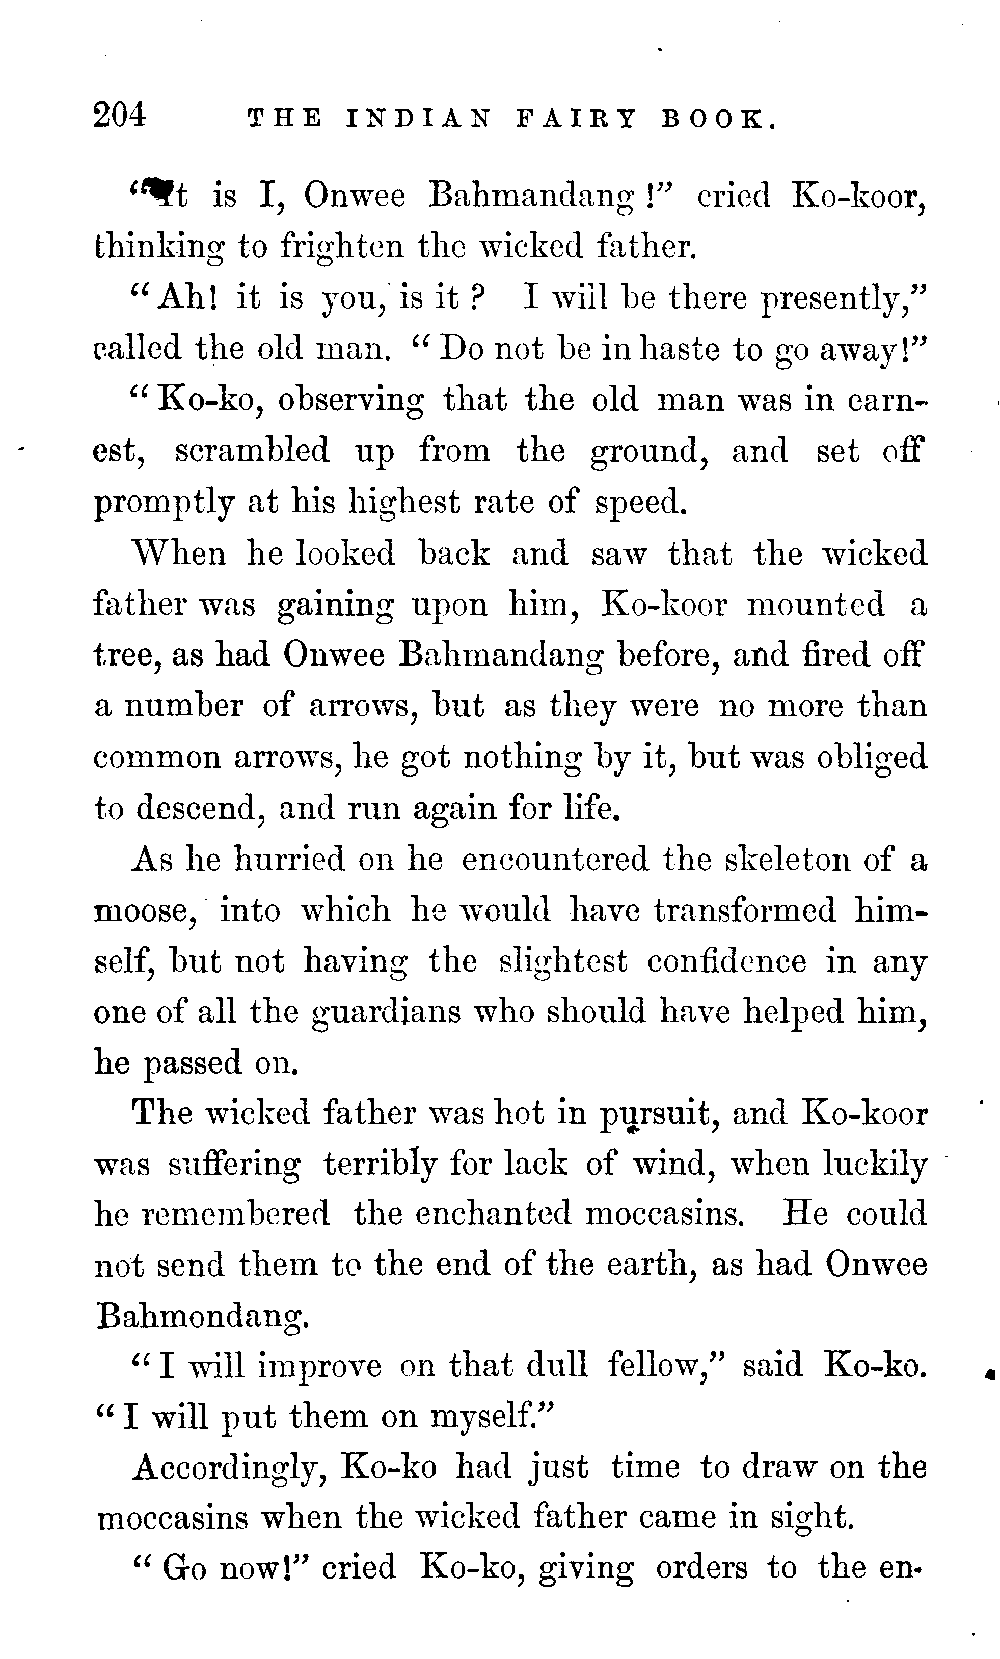 204 THE INDIAN FAIRY BOOK.
"It is I, Onwee Bahmandang!" cried Ko-koor,
thinking to frighten the wicked father.
"Ah! it is you, is it? I will be there presently,"
called the old man. "Do not be in haste to go away!"
"Ko-ko, observing that the old man was in earn-
est, scrambled up from the ground, and set off
promptly at his highest rate of speed.
When he looked back and saw that the wicked
father was gaining upon him, Ko-koor mounted a
tree, as had Onwee Bahmandang before, and fired off
a number of arrows, but as they were no more than
common arrows, he got nothing by it, but was obliged
to descend, and run again for life.
As he hurried on he encountered the skeleton of a
moose, into which he would have transformed him-
self, but not having the slightest confidence in any
one of all the guardians who should have helped him,
he passed on.
The wicked father was hot in pursuit, and Ko-koor
was suffering terribly for lack of wind, when luckily
he remembered the enchanted moccasins. He could
not send them to the end of the earth, as had Onwee
Bahmondang.
"I will improve on that dull fellow," said Ko-ko.
"I will put them on myself."
Accordingly, Ko-ko had just time to draw on the
moccasins when the wicked father came in sight.
"Go now!" cried Ko-ko, giving orders to the en-